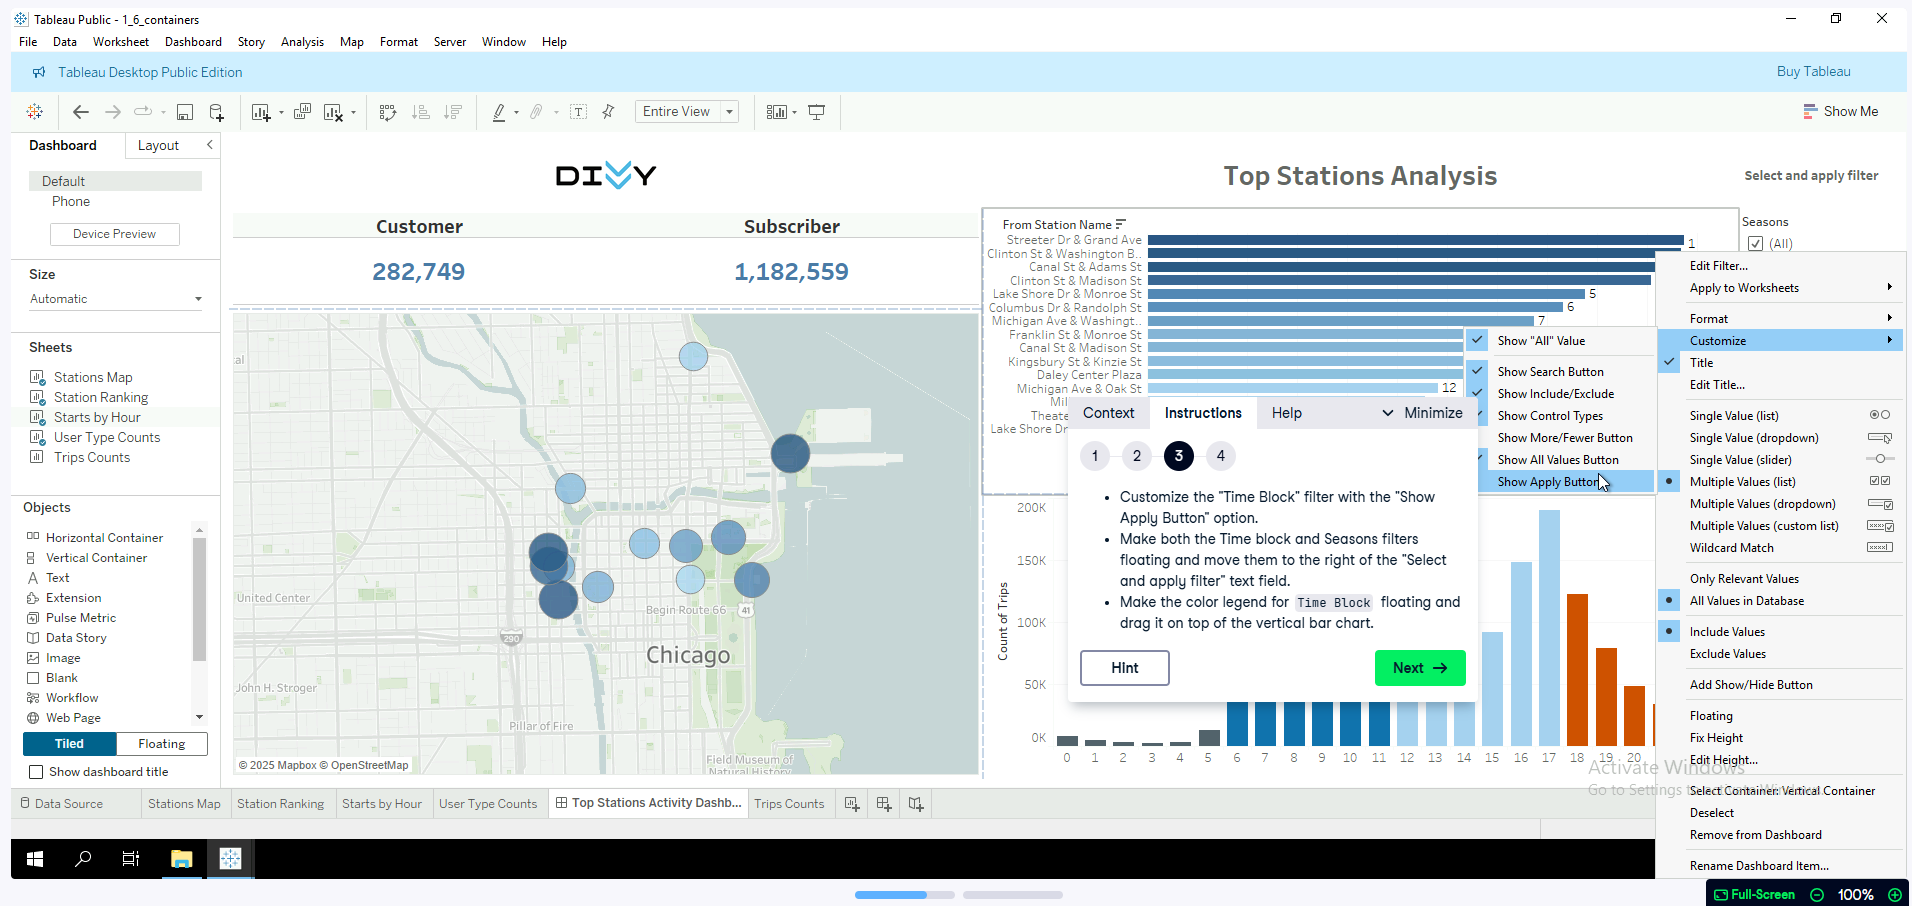 Tableau Public - 1_6_containers
File Data Worksheet Dashboard Story Analysis Map Format Server Window Help
Tableau Desktop Public Edition
Buy Tableau
Entire View
Show Me
Dashboard
Layout
Default
Phone
Device Preview
Size
Automatic
Sheets
Stations Map
Station Ranking
Starts by Hour
User Type Counts
Trips Counts
Objects
Horizontal Container
Vertical Container
Text
Extension
Pulse Metric
Data Story
Image
Blank
Workflow
Web Page
Tiled
Floating
Show dashboard title
DIVVY
Customer
Subscriber
282,749
1,182,559
United Center
290
Begin Route 66
41
Chicago
John H. Stroger
Pillar of Fire
Field Museum of
Natural History
© 2025 Mapbox © OpenStreetMap
Top Stations Analysis
Select and apply filter
From Station Name
Streeter Dr & Grand Ave
1
Clinton St & Washington B..
Canal St & Adams St
Clinton St & Madison St
Lake Shore Dr & Monroe St
5
Columbus Dr & Randolph St
6
Michigan Ave & Washingt..
7
Franklin St & Monroe St
Canal St & Madison St
Kingsbury St & Kinzie St
Daley Center Plaza
Michigan Ave & Oak St
12
Lake Shore Dr
Seasons
(All)
200K
150K
100K
50K
0K
Count of Trips
0 1 2 3 4 5 6 7 8 9 10 11 12 13 14 15 16 17 18 19 20
Context
Instructions
Help
Minimize
1 2 3 4
Customize the "Time Block" filter with the "Show
Apply Button" option.
Make both the Time block and Seasons filters
floating and move them to the right of the "Select
and apply filter" text field.
Make the color legend for Time Block floating and
drag it on top of the vertical bar chart.
Hint
Next
Show "All" Value
Show Search Button
Show Include/Exclude
Show Control Types
Show More/Fewer Button
Show All Values Button
Show Apply Button
Edit Filter...
Apply to Worksheets
Format
Customize
Title
Edit Title...
Single Value (list)
Single Value (dropdown)
Single Value (slider)
Multiple Values (list)
Multiple Values (dropdown)
Multiple Values (custom list)
Wildcard Match
Only Relevant Values
All Values in Database
Include Values
Exclude Values
Add Show/Hide Button
Floating
Fix Height
Edit Height...
Select Container: Vertical Container
Deselect
Remove from Dashboard
Rename Dashboard Item...
Activate Windows
Data Source
Stations Map
Station Ranking
Starts by Hour
User Type Counts
Top Stations Activity Dashb...
Trips Counts
Full-Screen
100%